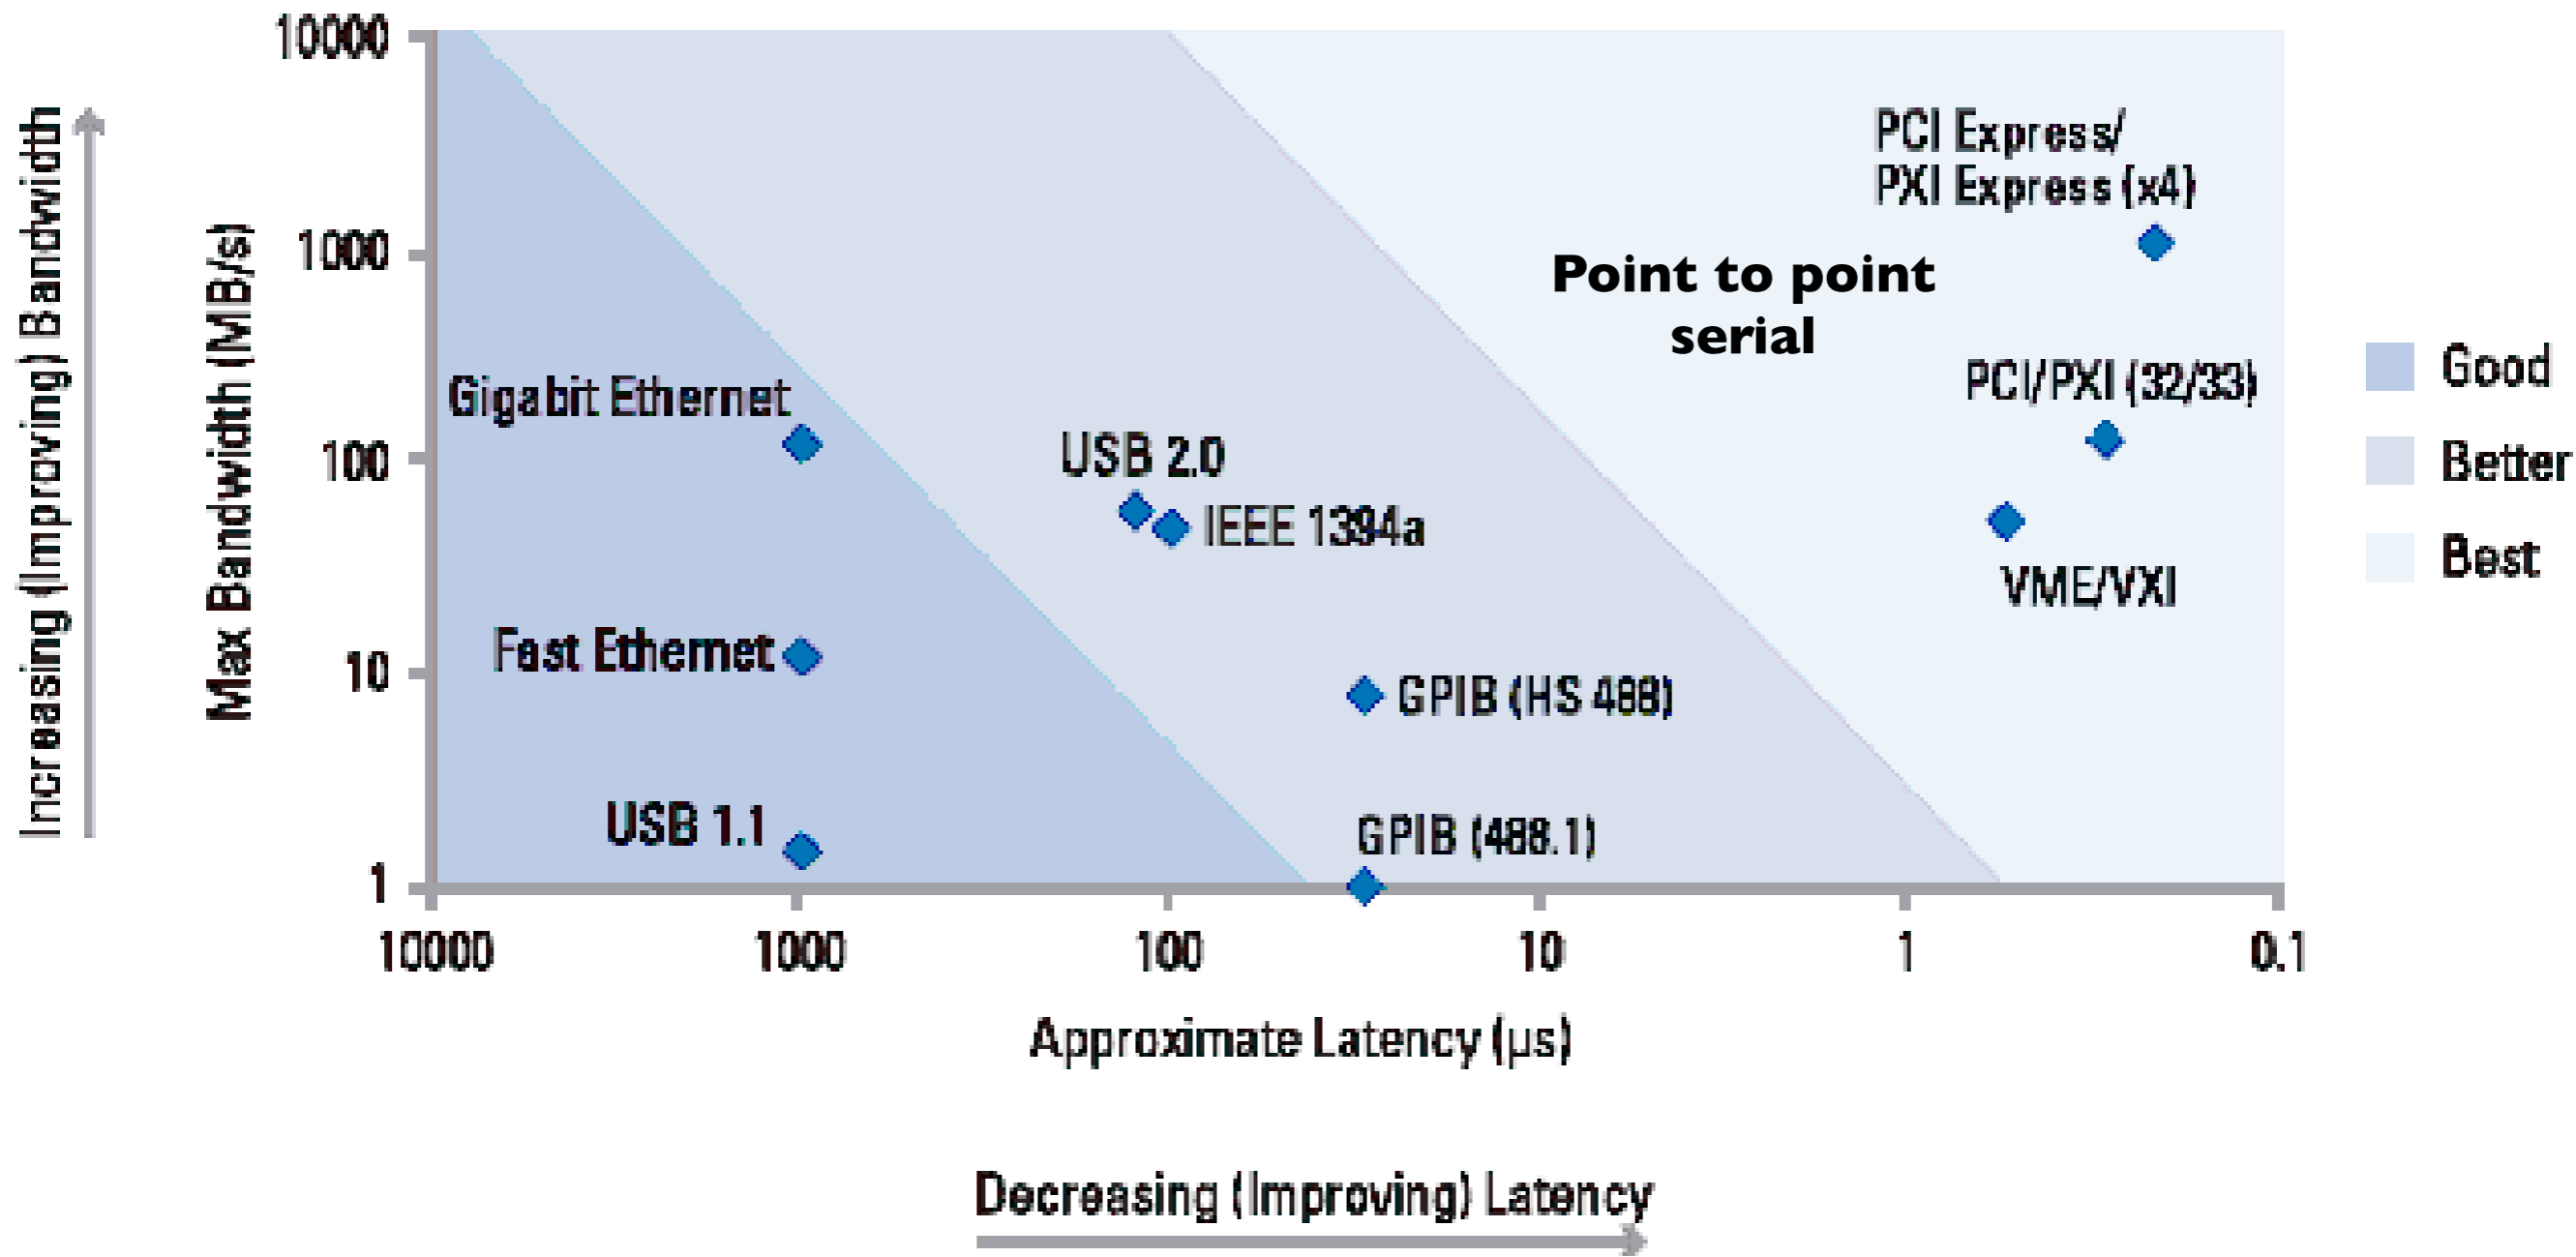 Increasing (Improving) Bandwidth
Max Bandwidth (MB/s)
10000
1000
100
10
1
PCI Express/
PXI Express (x4)
Point to point
serial
PCI/PXI (32/33)
Gigabit Ethernet
USB 2.0
IEEE 1394a
VME/VXI
Fast Ethernet
GPIB (HS 488)
USB 1.1
GPIB (488.1)
Good
Better
Best
10000
1000
100
10
1
0.1
Approximate Latency (µs)
Decreasing (Improving) Latency